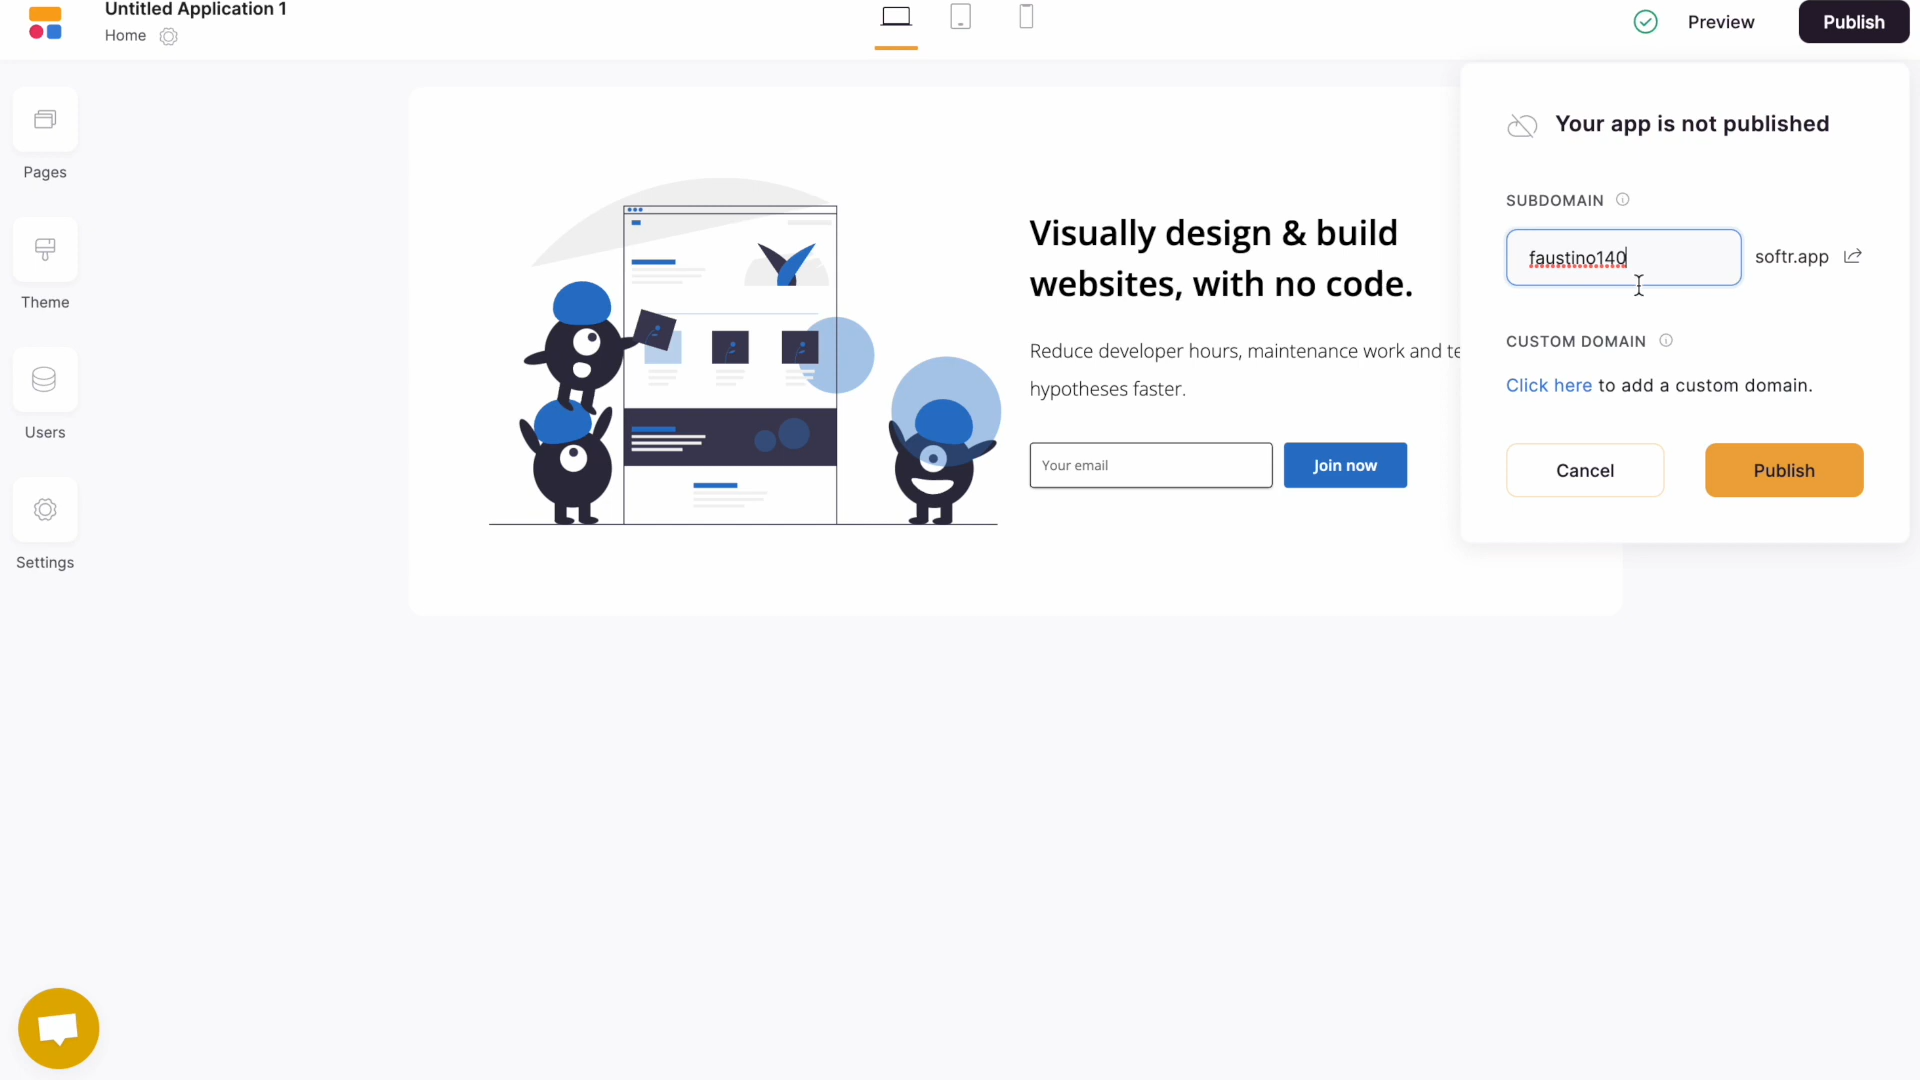 Untitled Application 1
Home
Preview
Publish
Pages
Theme
Users
Settings
Visually design & build
websites, with no code.
Reduce developer hours, maintenance work and te
hypotheses faster.
Your email
Join now
Your app is not published
SUBDOMAIN
faustino140
softr.app
CUSTOM DOMAIN
Click here to add a custom domain.
Cancel
Publish